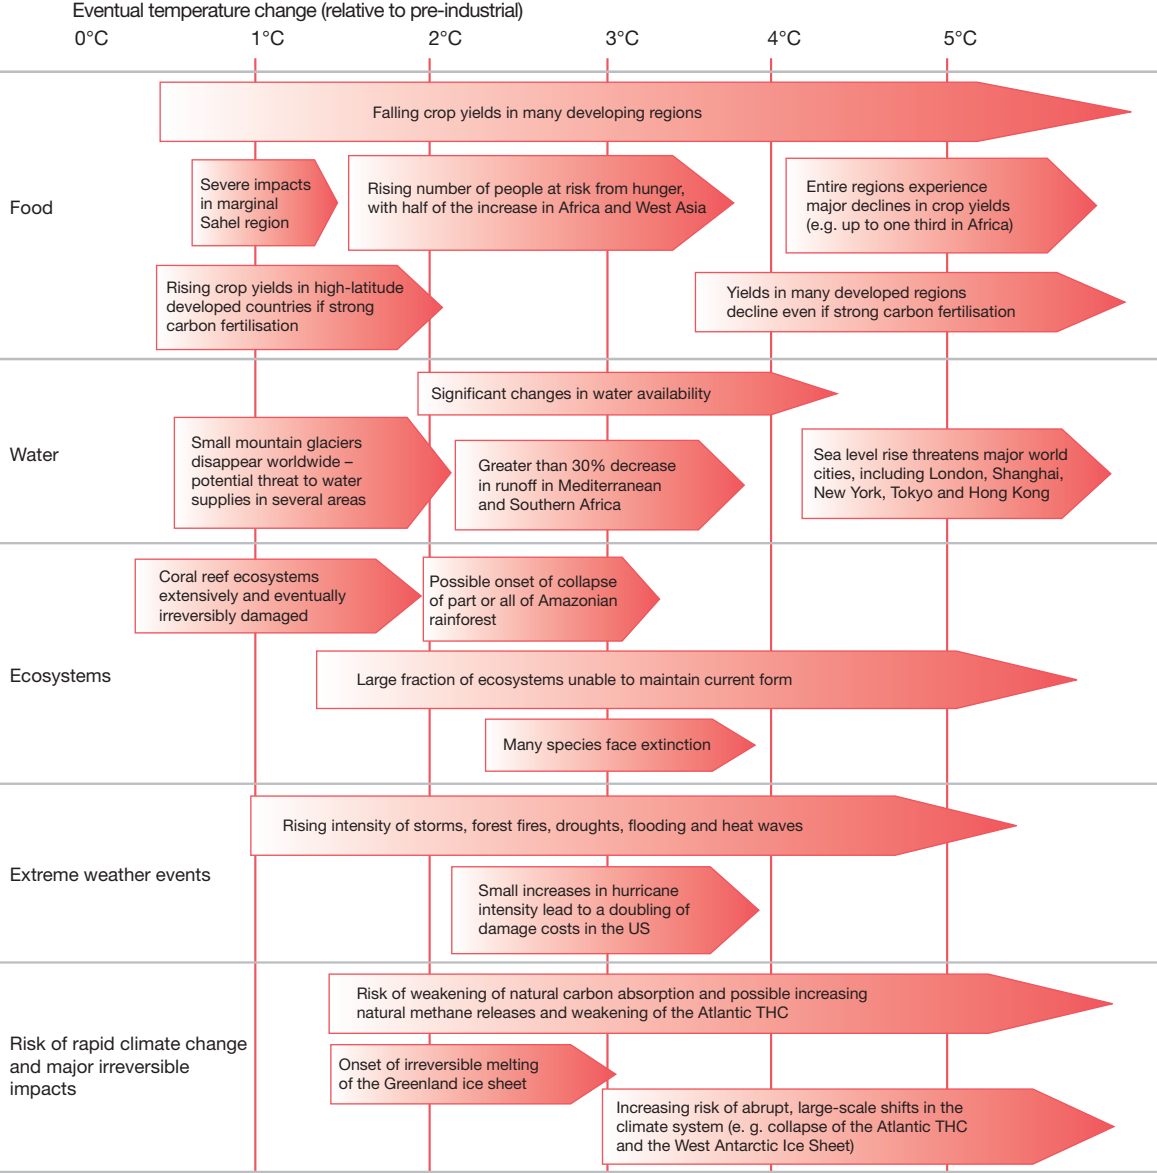 Eventual temperature change (relative to pre-industrial)
0°C 1°C 2°C 3°C 4°C 5°C
Food
Falling crop yields in many developing regions
Severe impacts
in marginal
Sahel region
Rising number of people at risk from hunger,
with half of the increase in Africa and West Asia
Entire regions experience
major declines in crop yields
(e.g. up to one third in Africa)
Rising crop yields in high-latitude
developed countries if strong
carbon fertilisation
Yields in many developed regions
decline even if strong carbon fertilisation
Water
Significant changes in water availability
Small mountain glaciers
disappear worldwide –
potential threat to water
supplies in several areas
Greater than 30% decrease
in runoff in Mediterranean
and Southern Africa
Sea level rise threatens major world
cities, including London, Shanghai,
New York, Tokyo and Hong Kong
Ecosystems
Coral reef ecosystems
extensively and eventually
irreversibly damaged
Possible onset of collapse
of part or all of Amazonian
rainforest
Large fraction of ecosystems unable to maintain current form
Many species face extinction
Extreme weather events
Rising intensity of storms, forest fires, droughts, flooding and heat waves
Small increases in hurricane
intensity lead to a doubling of
damage costs in the US
Risk of rapid climate change
and major irreversible
impacts
Risk of weakening of natural carbon absorption and possible increasing
natural methane releases and weakening of the Atlantic THC
Onset of irreversible melting
of the Greenland ice sheet
Increasing risk of abrupt, large-scale shifts in the
climate system (e. g. collapse of the Atlantic THC
and the West Antarctic Ice Sheet)